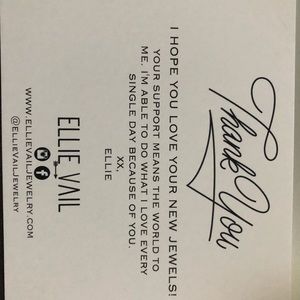 Thank You
I HOPE YOU LOVE YOUR NEW JEWELS!
YOUR SUPPORT MEANS THE WORLD TO
ME. I'M ABLE TO DO WHAT I LOVE EVERY
SINGLE DAY BECAUSE OF YOU.
XX,
ELLIE
ELLIE VAIL
WWW.ELLIEVAILJEWELRY.COM
@ELLIEVAILJEWELRY